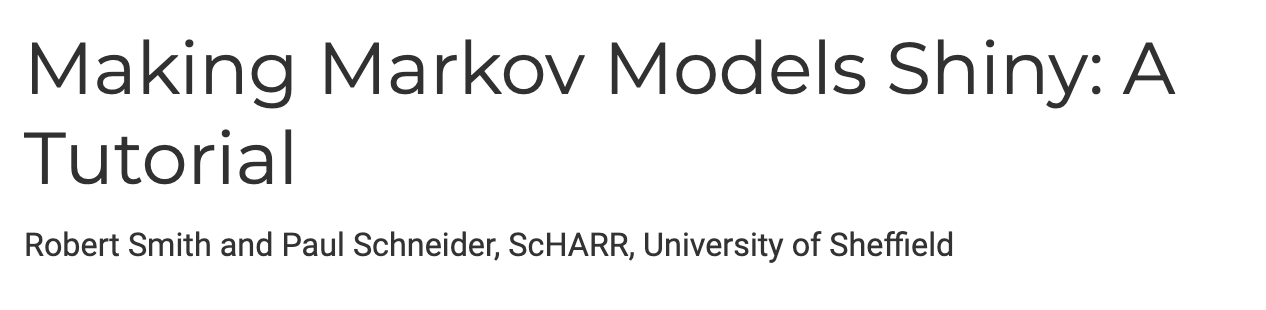 Making Markov Models Shiny: A
Tutorial
Robert Smith and Paul Schneider, ScHARR, University of Sheffield